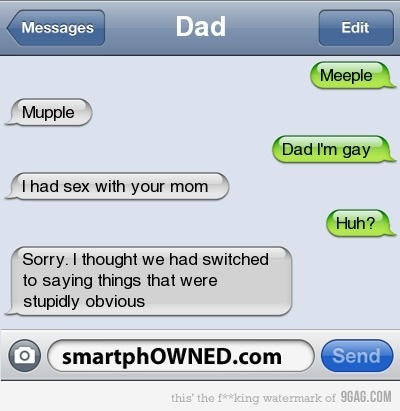 Messages
Dad
Edit
Meeple
Mupple
Dad I'm gay
I had sex with your mom
Huh?
Sorry. I thought we had switched
to saying things that were
stupidly obvious
smartphOWNED.com
Send
this' the f**king watermark of 9GAG.COM